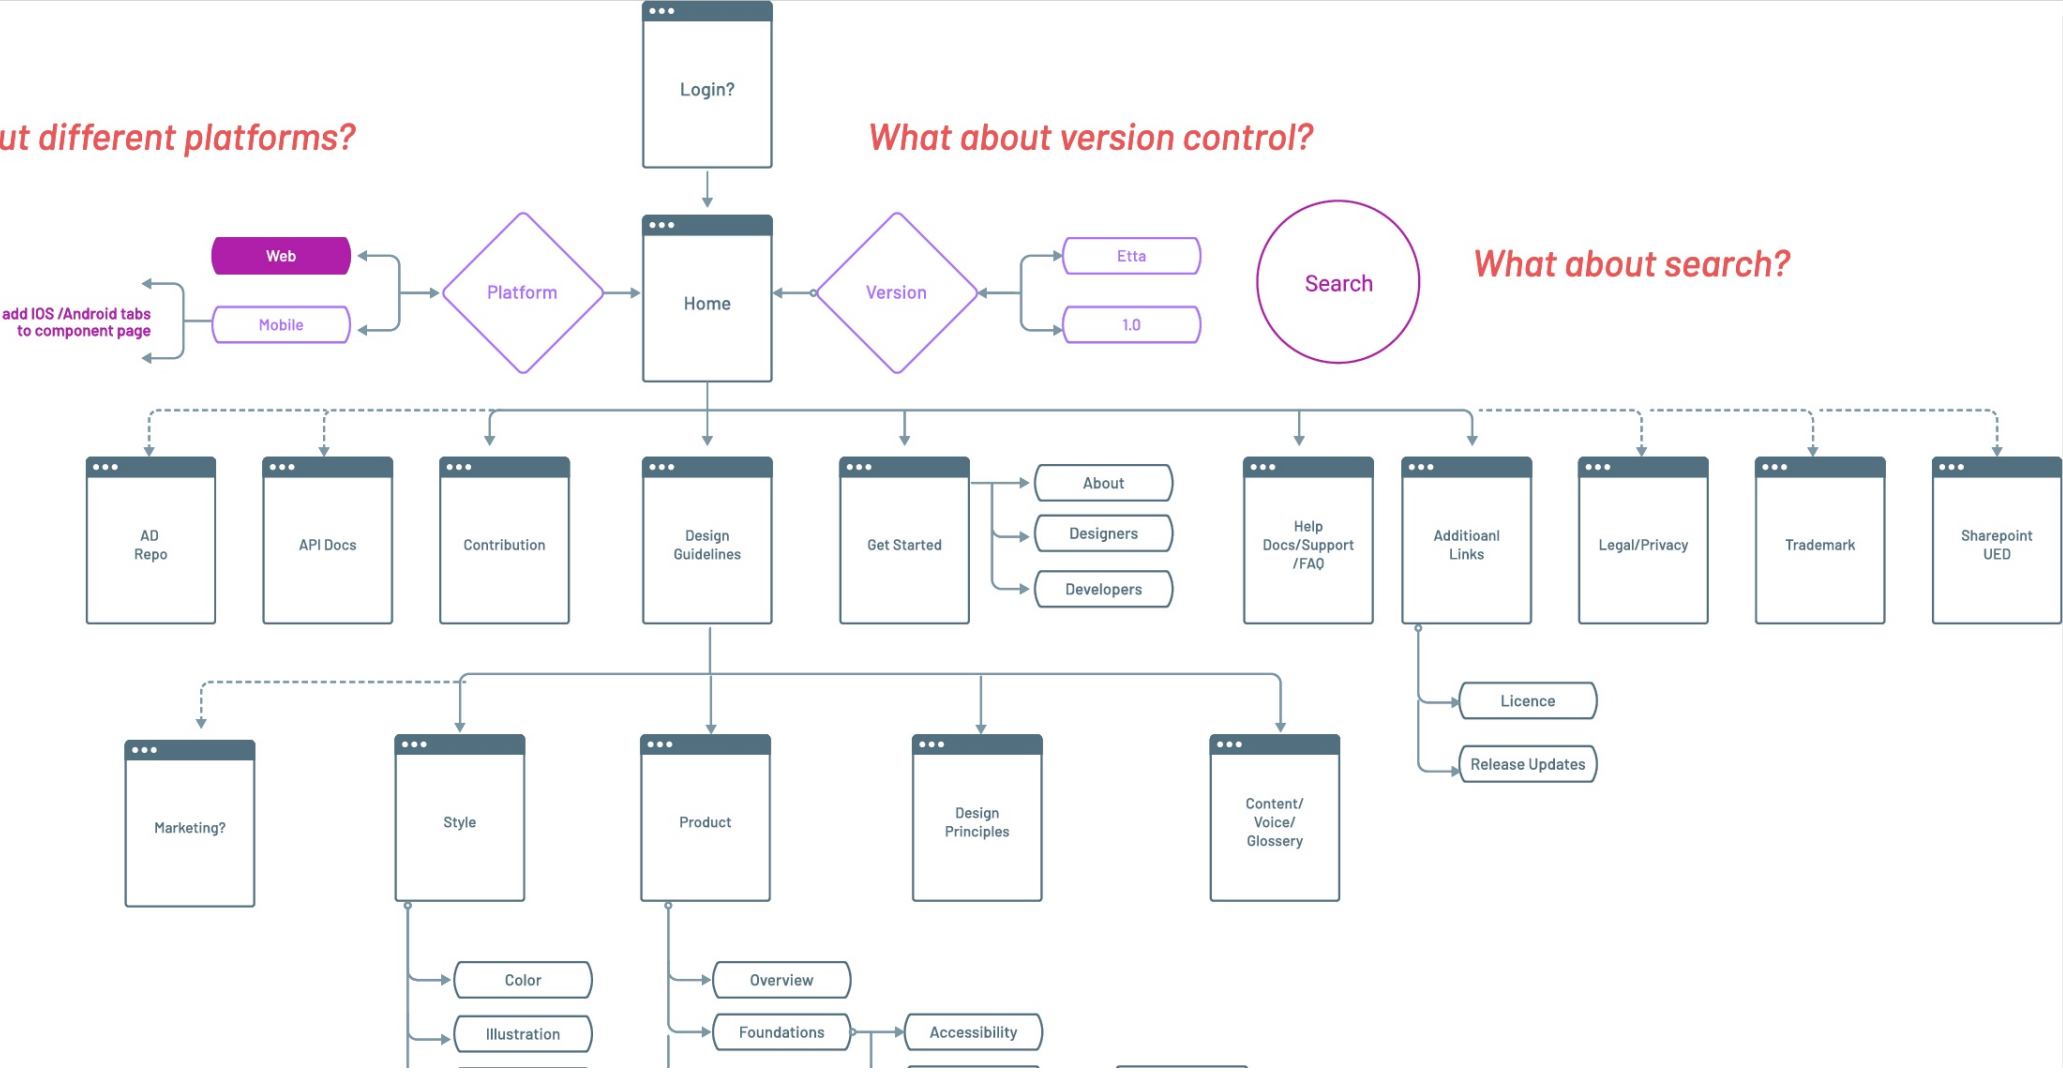 Login?
ut different platforms?
What about version control?
Web
Etta
Platform
Home
Version
Search
What about search?
add IOS /Android tabs
to component page
Mobile
1.0
AD
Repo
API Docs
Contribution
Design
Guidelines
Get Started
About
Designers
Developers
Help
Docs/Support
/FAQ
Additioanl
Links
Legal/Privacy
Trademark
Sharepoint
UED
Licence
Release Updates
Marketing?
Style
Product
Design
Principles
Content/
Voice/
Glossery
Color
Overview
Illustration
Foundations
Accessibility